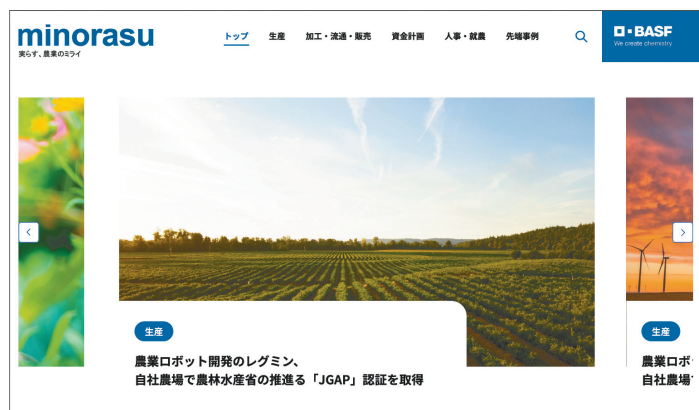 minorasu
実らす、農業のミライ
トップ 生産 加工・流通・販売 資金計画 人事・就農 先端事例
BASF
We create chemistry
生産
農業ロボット開発のレグミン、
自社農場で農林水産省の推進る「JGAP」認証を取得
生産
農業ロボ
自社農場